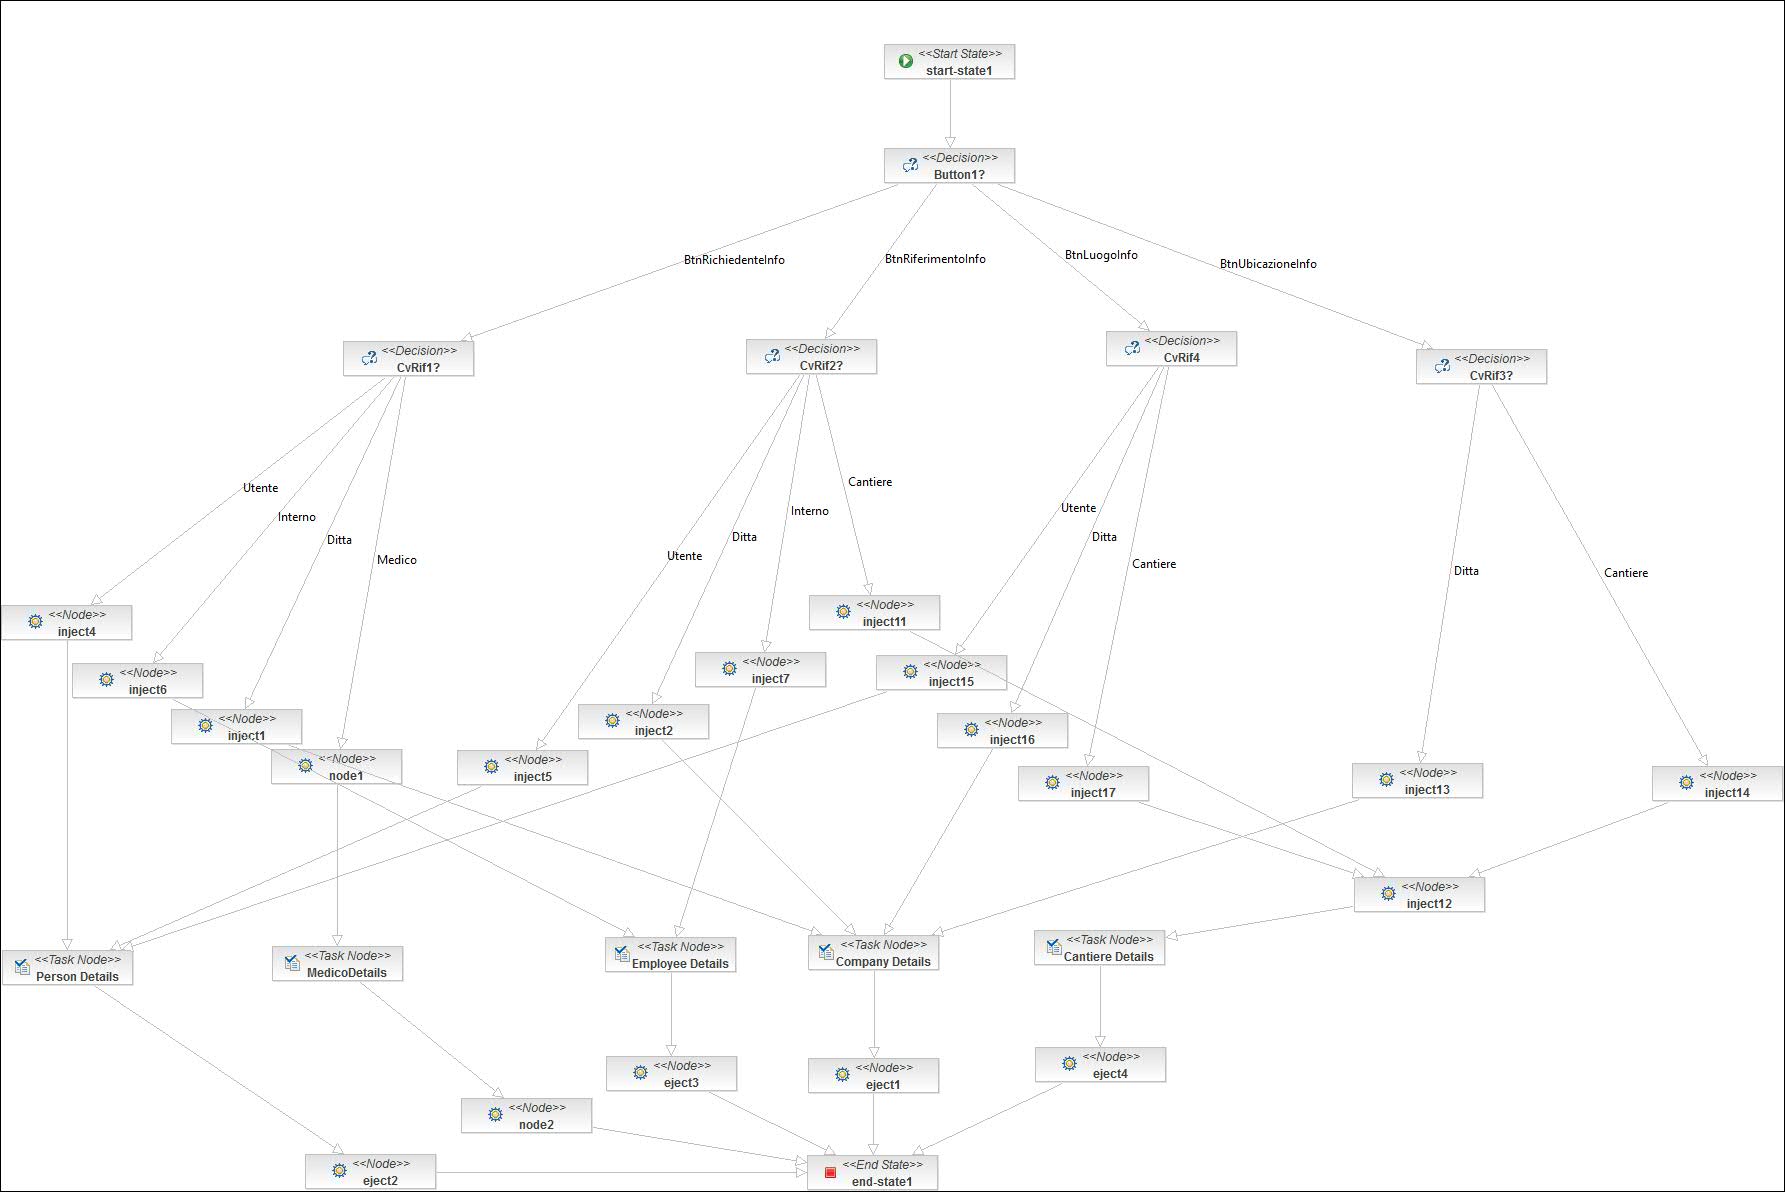 <<Start State>>
start-state1
<<Decision>>
Button1?
BtnRichiedenteInfo
BtnRiferimentoInfo
BtnLuogoInfo
BtnUbicazioneInfo
<<Decision>>
CvRif1?
<<Decision>>
CvRif2?
<<Decision>>
CvRif4
<<Decision>>
CvRif3?
Utente
Interno
Ditta
Medico
Utente
Ditta
Interno
Cantiere
Utente
Ditta
Cantiere
Ditta
Cantiere
<<Node>>
inject4
<<Node>>
inject6
<<Node>>
inject1
<<Node>>
node1
<<Node>>
inject5
<<Node>>
inject2
<<Node>>
inject7
<<Node>>
inject11
<<Node>>
inject15
<<Node>>
inject16
<<Node>>
inject17
<<Node>>
inject13
<<Node>>
inject14
<<Node>>
inject12
<<Task Node>>
Person Details
<<Task Node>>
MedicoDetails
<<Task Node>>
Employee Details
<<Task Node>>
Company Details
<<Task Node>>
Cantiere Details
<<Node>>
eject3
<<Node>>
eject1
<<Node>>
eject4
<<Node>>
node2
<<Node>>
eject2
<<End State>>
end-state1